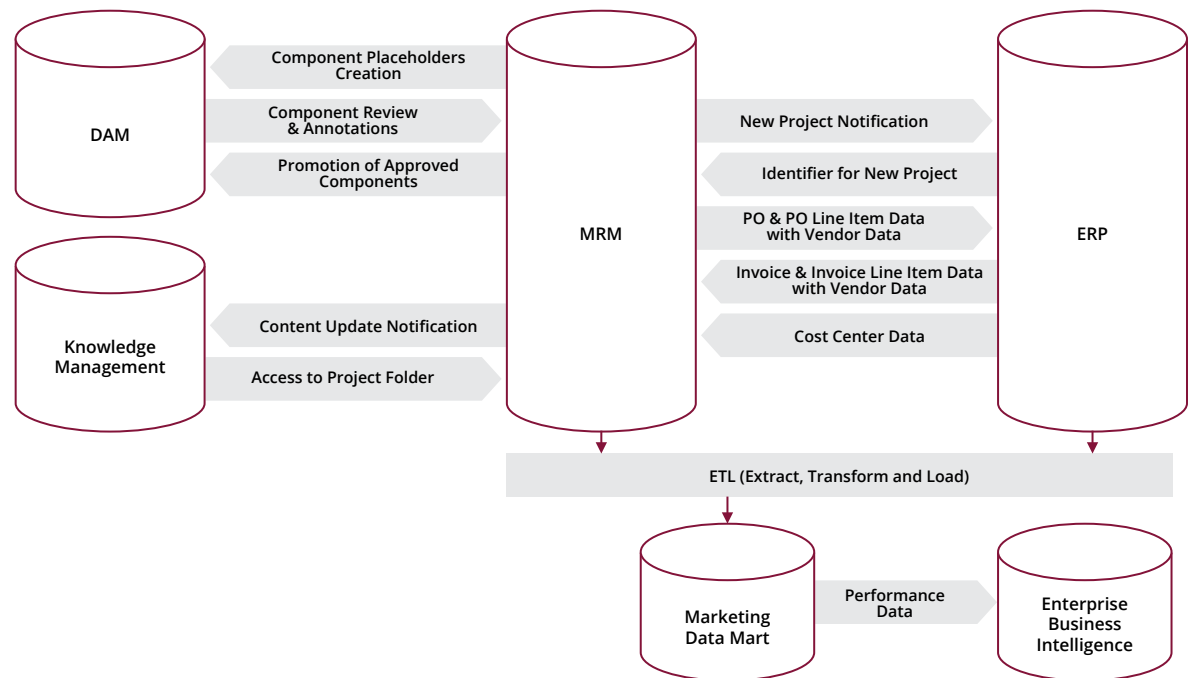 Component Placeholders
Creation
Component Review
& Annotations
DAM
New Project Notification
Promotion of Approved
Components
Identifier for New Project
PO & PO Line Item Data
with Vendor Data
MRM
ERP
Invoice & Invoice Line Item Data
with Vendor Data
Content Update Notification
Cost Center Data
Knowledge
Management
Access to Project Folder
ETL (Extract, Transform and Load)
Performance
Data
Marketing
Data Mart
Enterprise
Business
Intelligence